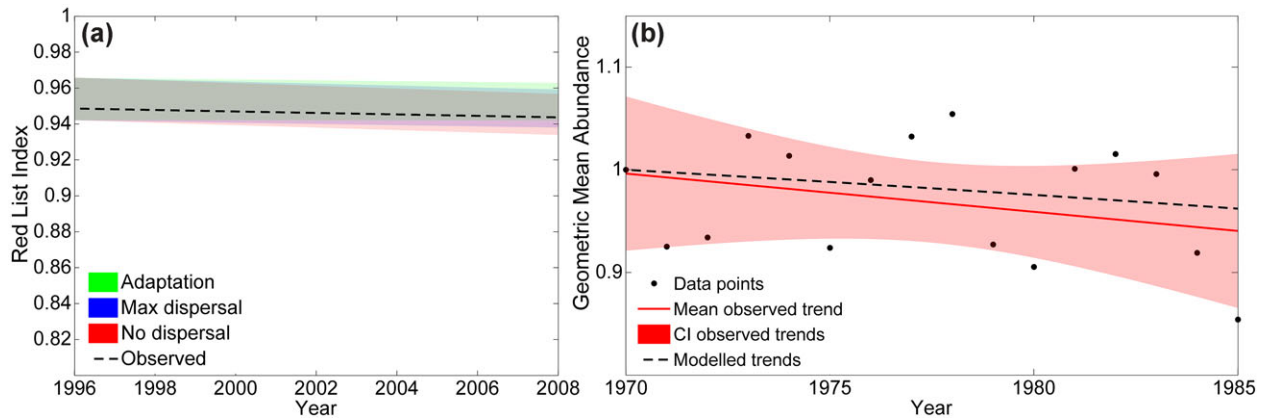 (a)
Red List Index
1
0.98
0.96
0.94
0.92
0.9
0.88
0.86
0.84
0.82
Adaptation
Max dispersal
No dispersal
Observed
1996 1998 2000 2002 2004 2006 2008
Year
(b)
Geometric Mean Abundance
1.1
1
0.9
Data points
Mean observed trend
CI observed trends
Modelled trends
1970 1975 1980 1985
Year